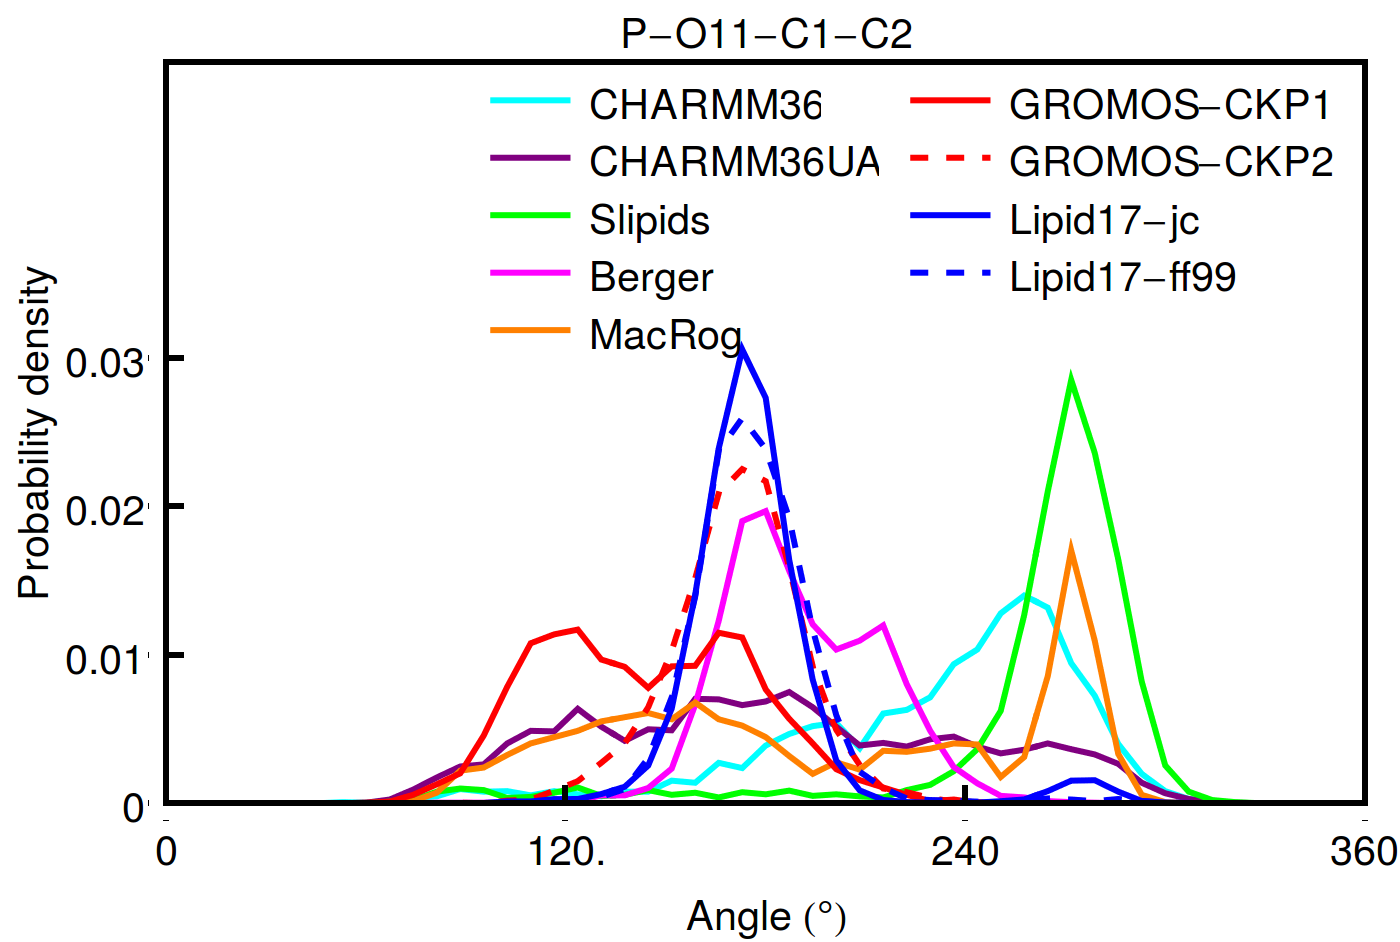 P−O11−C1−C2
CHARMM36
GROMOS−CKP1
CHARMM36UA
GROMOS−CKP2
Slipids
Lipid17−jc
Berger
Lipid17−ff99
MacRog
Probability density
0.03
0.02
0.01
0
0
120.
240
360
Angle (°)